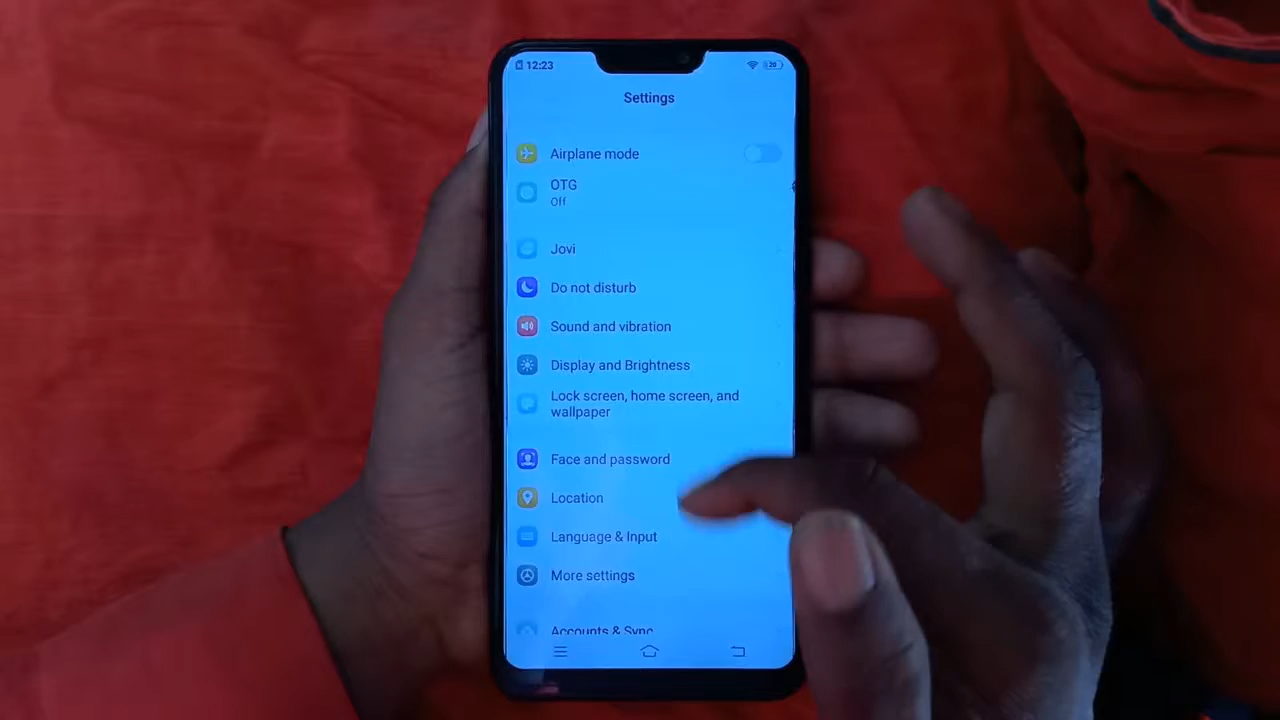 12:23
20
Settings
Airplane mode
OTG
Off
Jovi
Do not disturb
Sound and vibration
Display and Brightness
Lock screen, home screen, and
wallpaper
Face and password
Location
Language & Input
More settings
Accounts & Sync